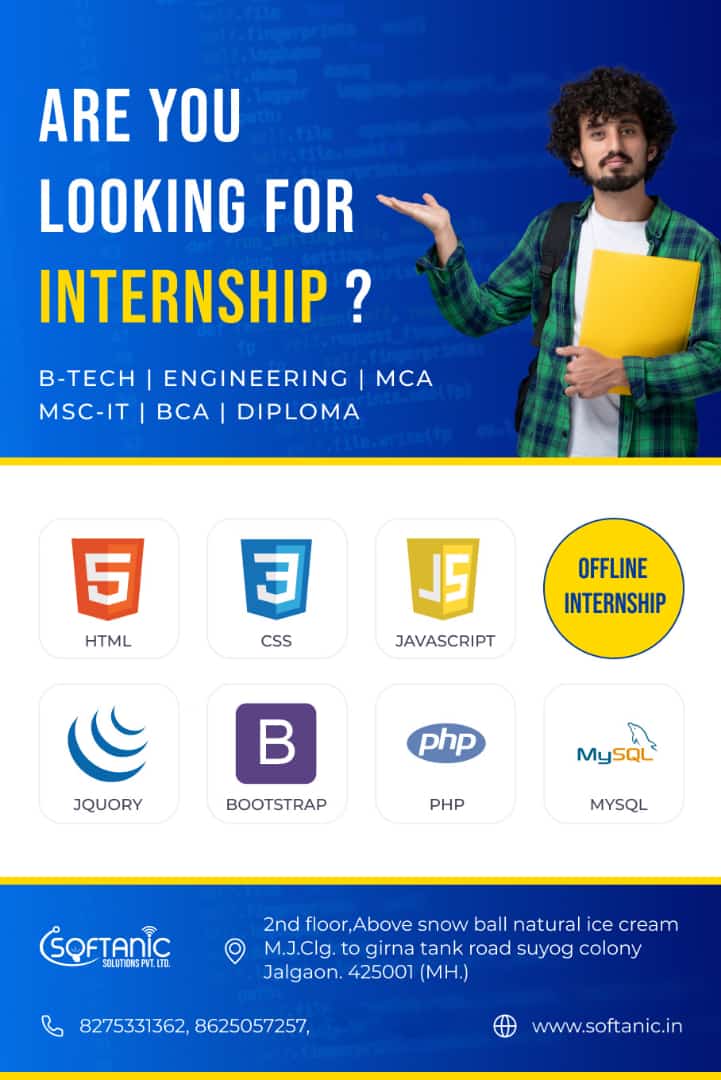 ARE YOU
LOOKING FOR
INTERNSHIP ?
B-TECH | ENGINEERING | MCA
MSC-IT | BCA | DIPLOMA
HTML
CSS
JS
JAVASCRIPT
OFFLINE
INTERNSHIP
JQUORY
B
BOOTSTRAP
php
PHP
MySQL
MYSQL
SOFTANIC
SOLUTIONS PVT. LTD.
2nd floor,Above snow ball natural ice cream
M.J.Clg. to girna tank road suyog colony
Jalgaon. 425001 (MH.)
8275331362, 8625057257,
www.softanic.in